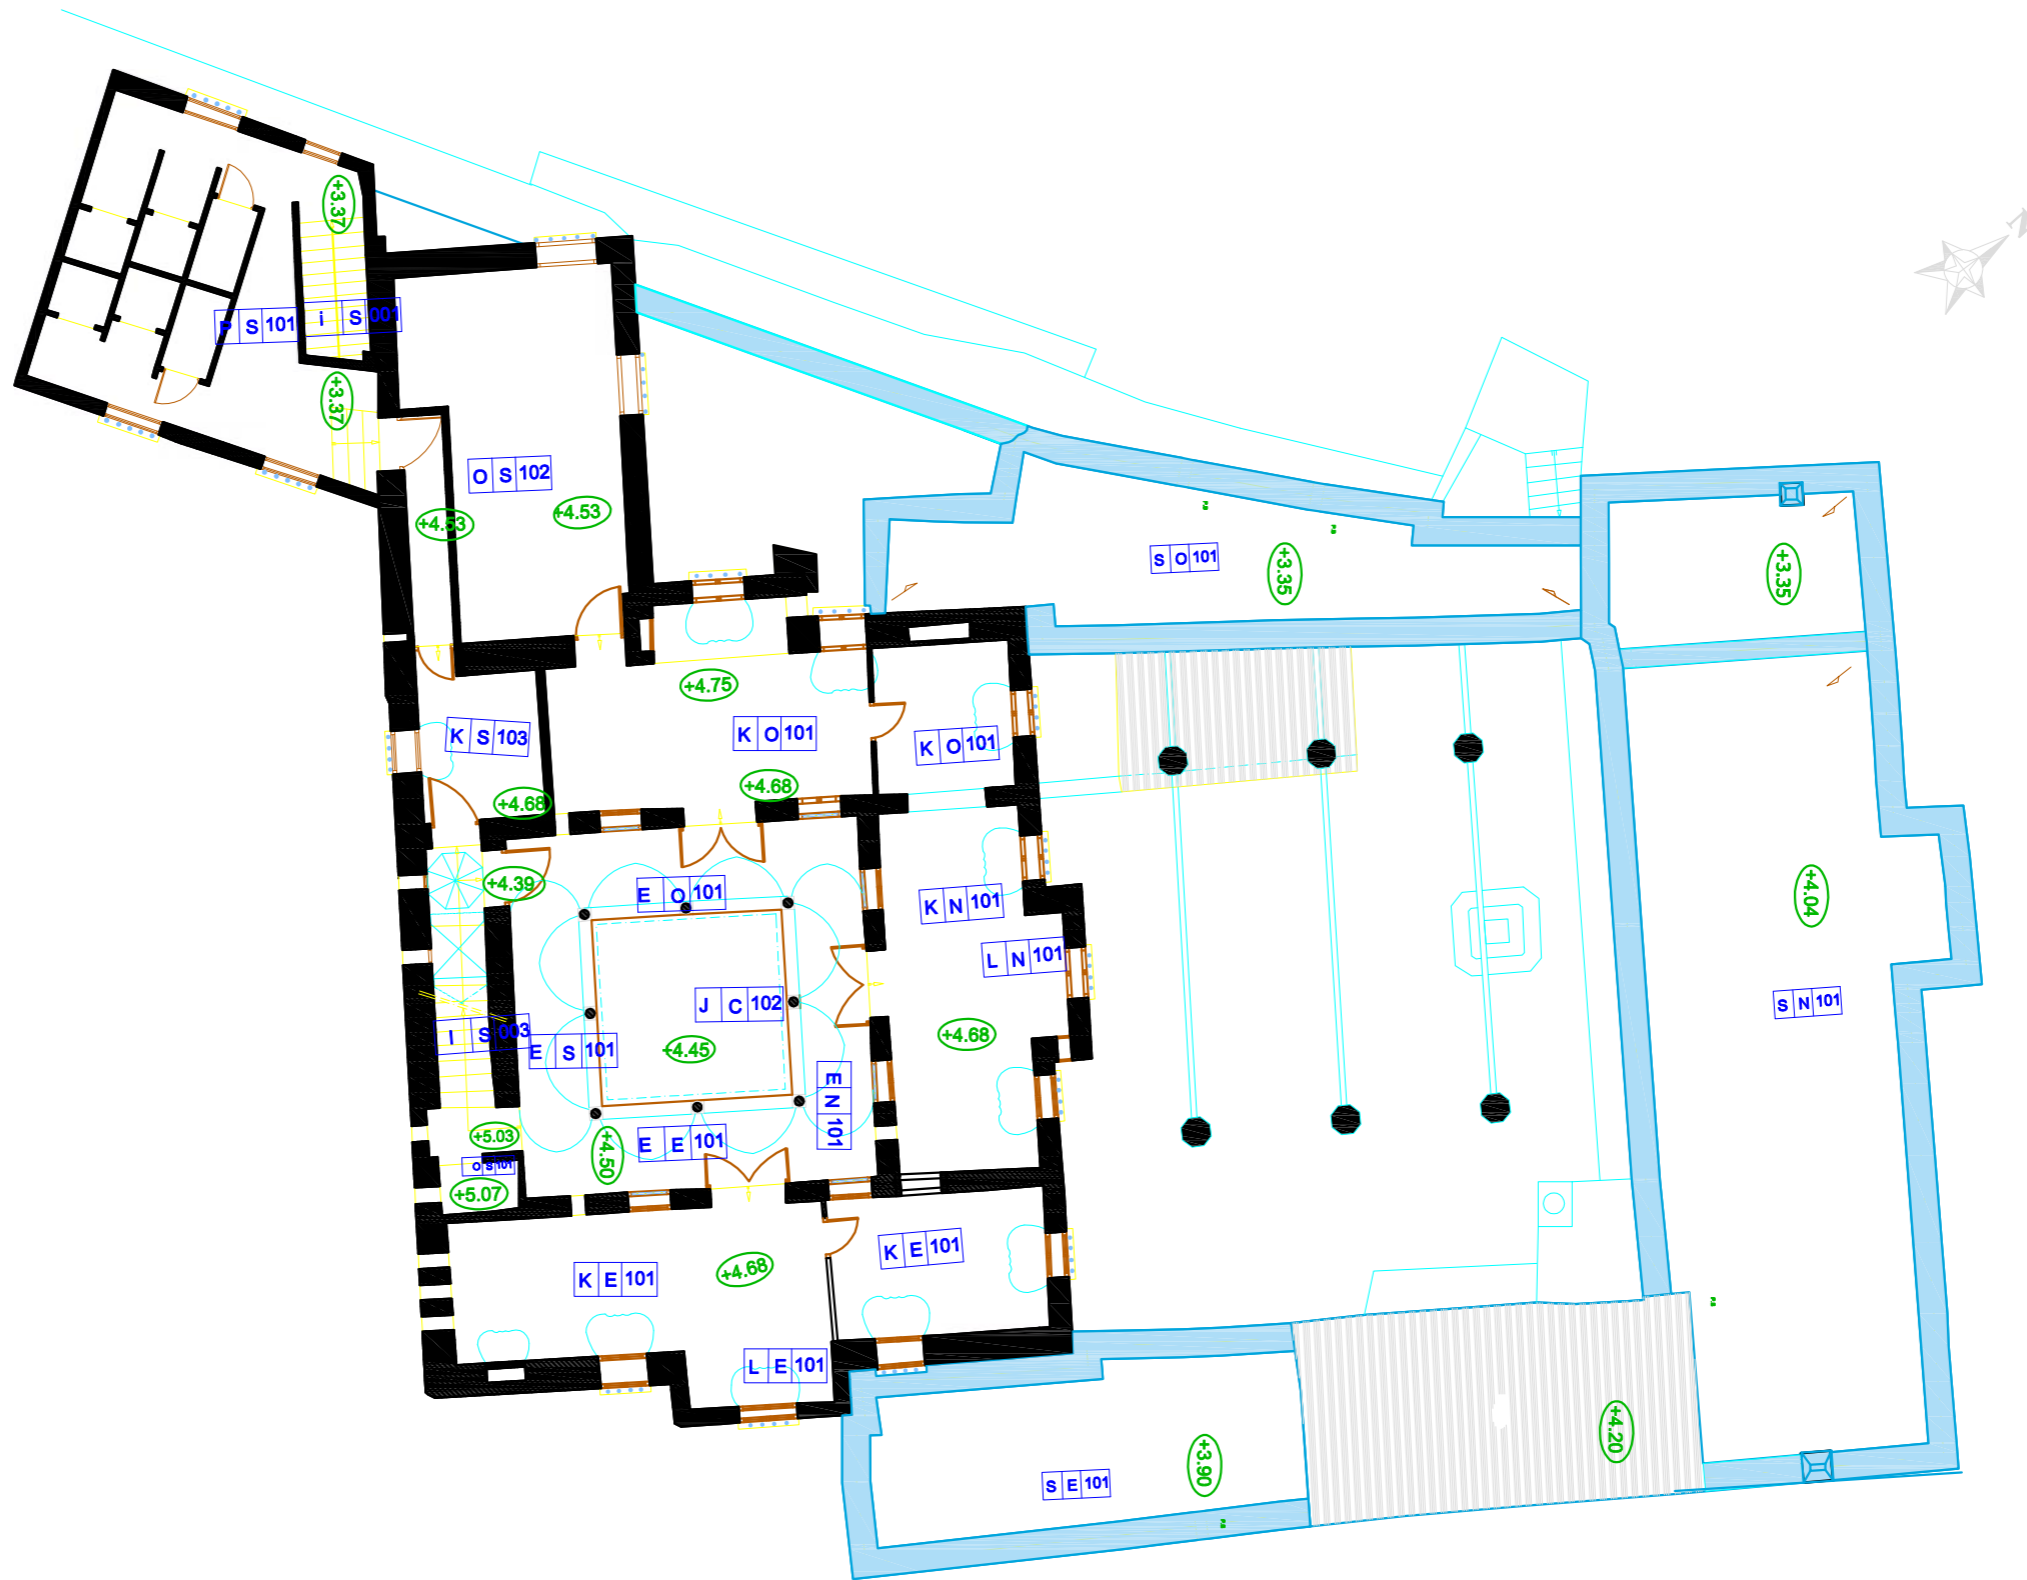 N
+3.37
P S 101
i S 001
+3.37
O S 102
+4.53
+4.53
S O 101
+3.35
+3.35
+4.75
K S 103
K O 101
K O 101
+4.68
+4.68
+4.39
E O 101
K N 101
+4.04
L N 101
J C 102
S N 101
I S 003
E S 101
+4.45
+4.68
E N 101
+5.03
E E 101
+4.50
O S 101
+5.07
K E 101
K E 101
+4.68
L E 101
+4.20
S E 101
+3.90